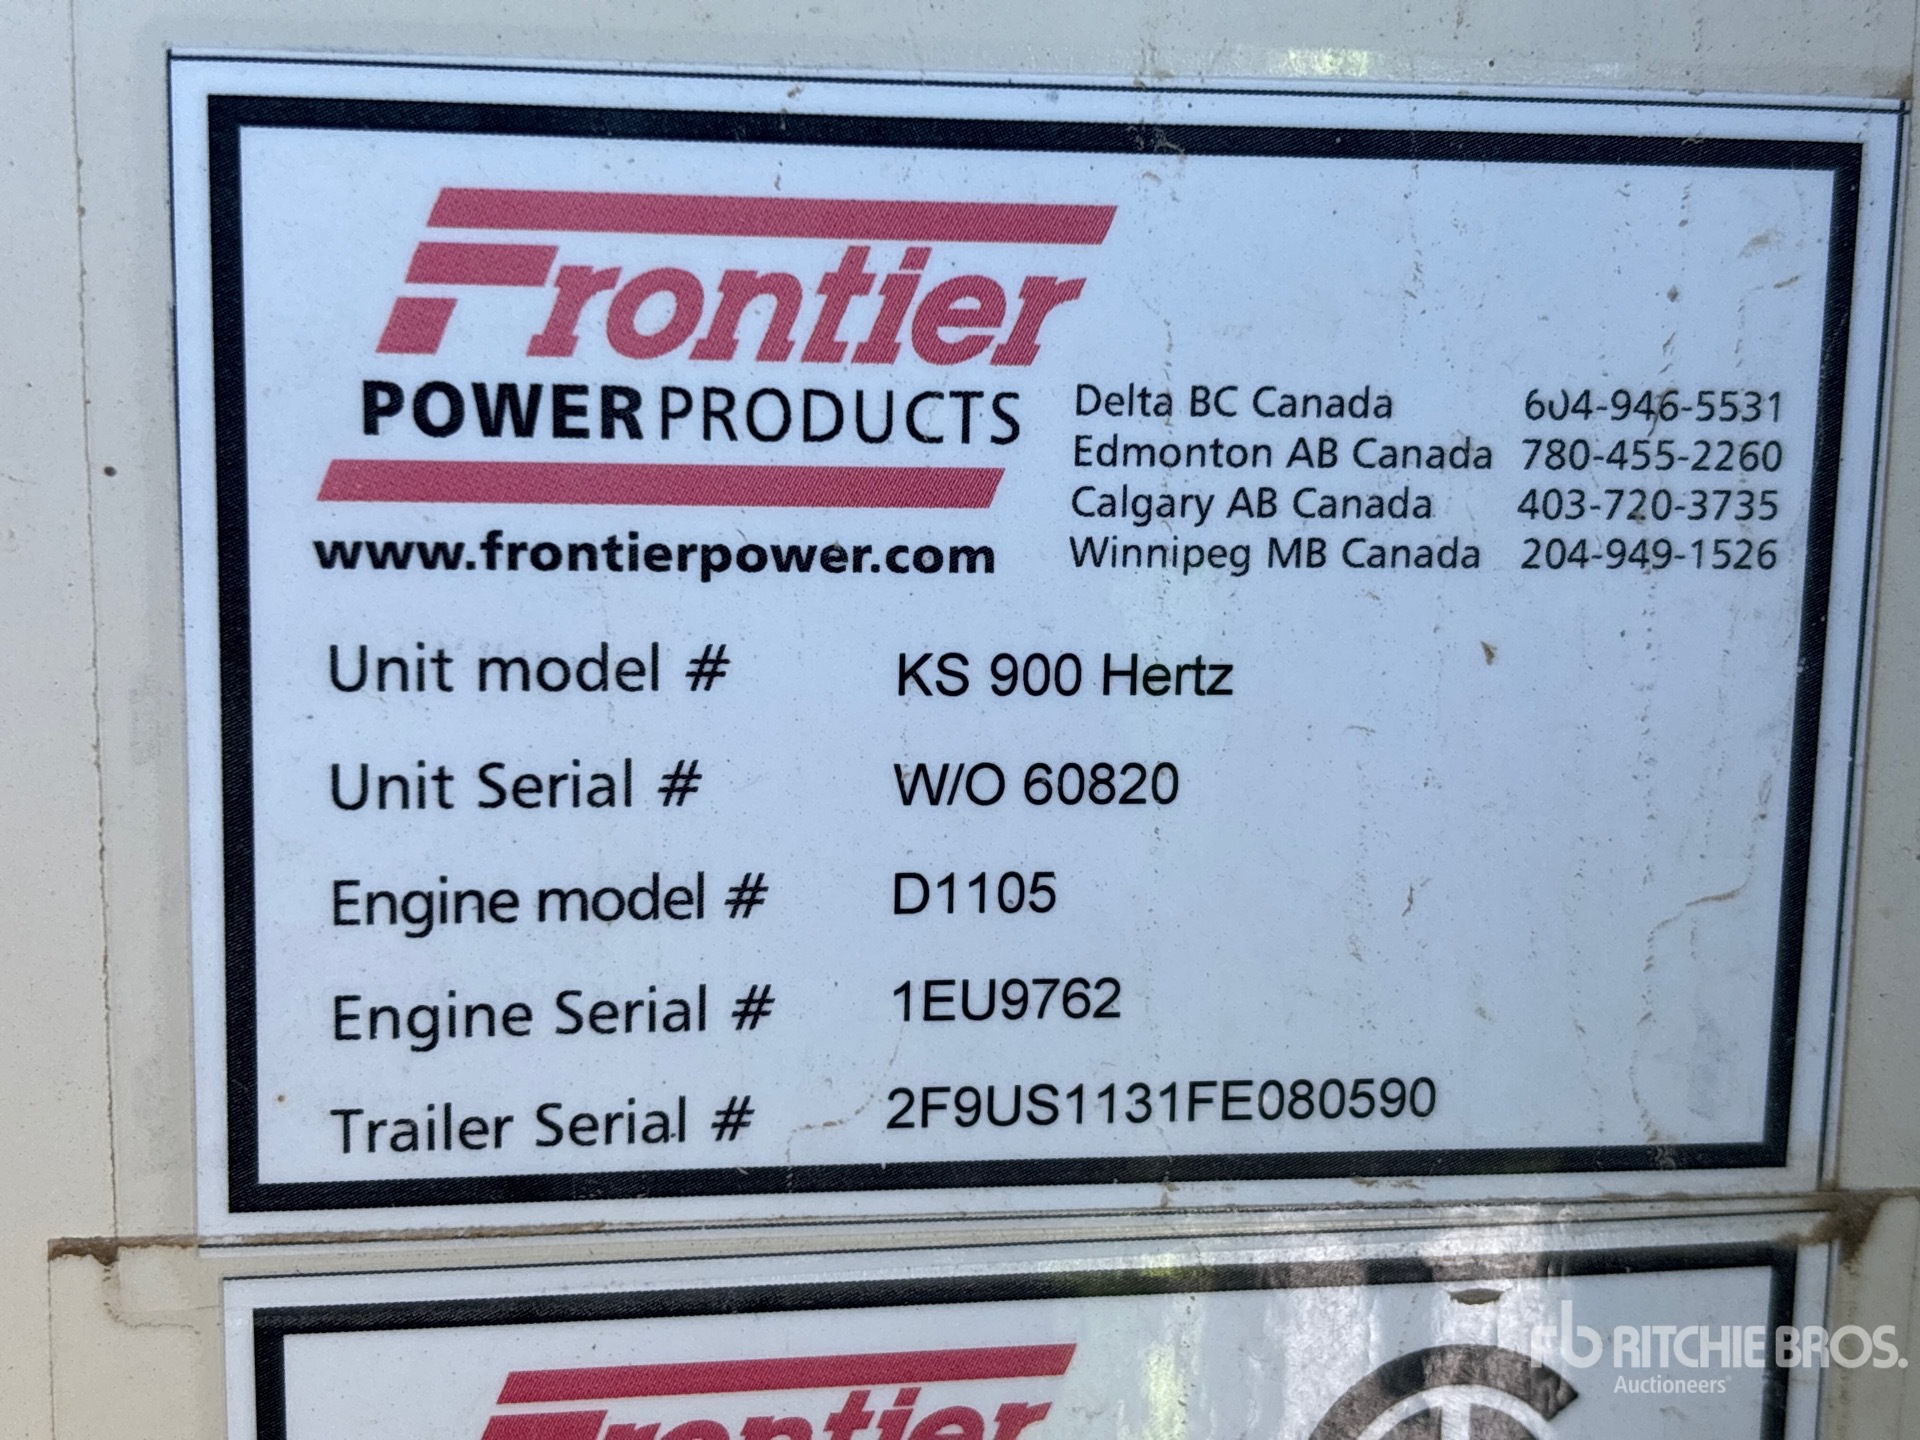 Frontier
POWER PRODUCTS
www.frontierpower.com
Delta BC Canada 604-946-5531
Edmonton AB Canada 780-455-2260
Calgary AB Canada 403-720-3735
Winnipeg MB Canada 204-949-1526
Unit model # KS 900 Hertz
Unit Serial # W/O 60820
Engine model # D1105
Engine Serial # 1EU9762
Trailer Serial # 2F9US1131FE080590
Frontier
rb RITCHIE BROS.
Auctioneers